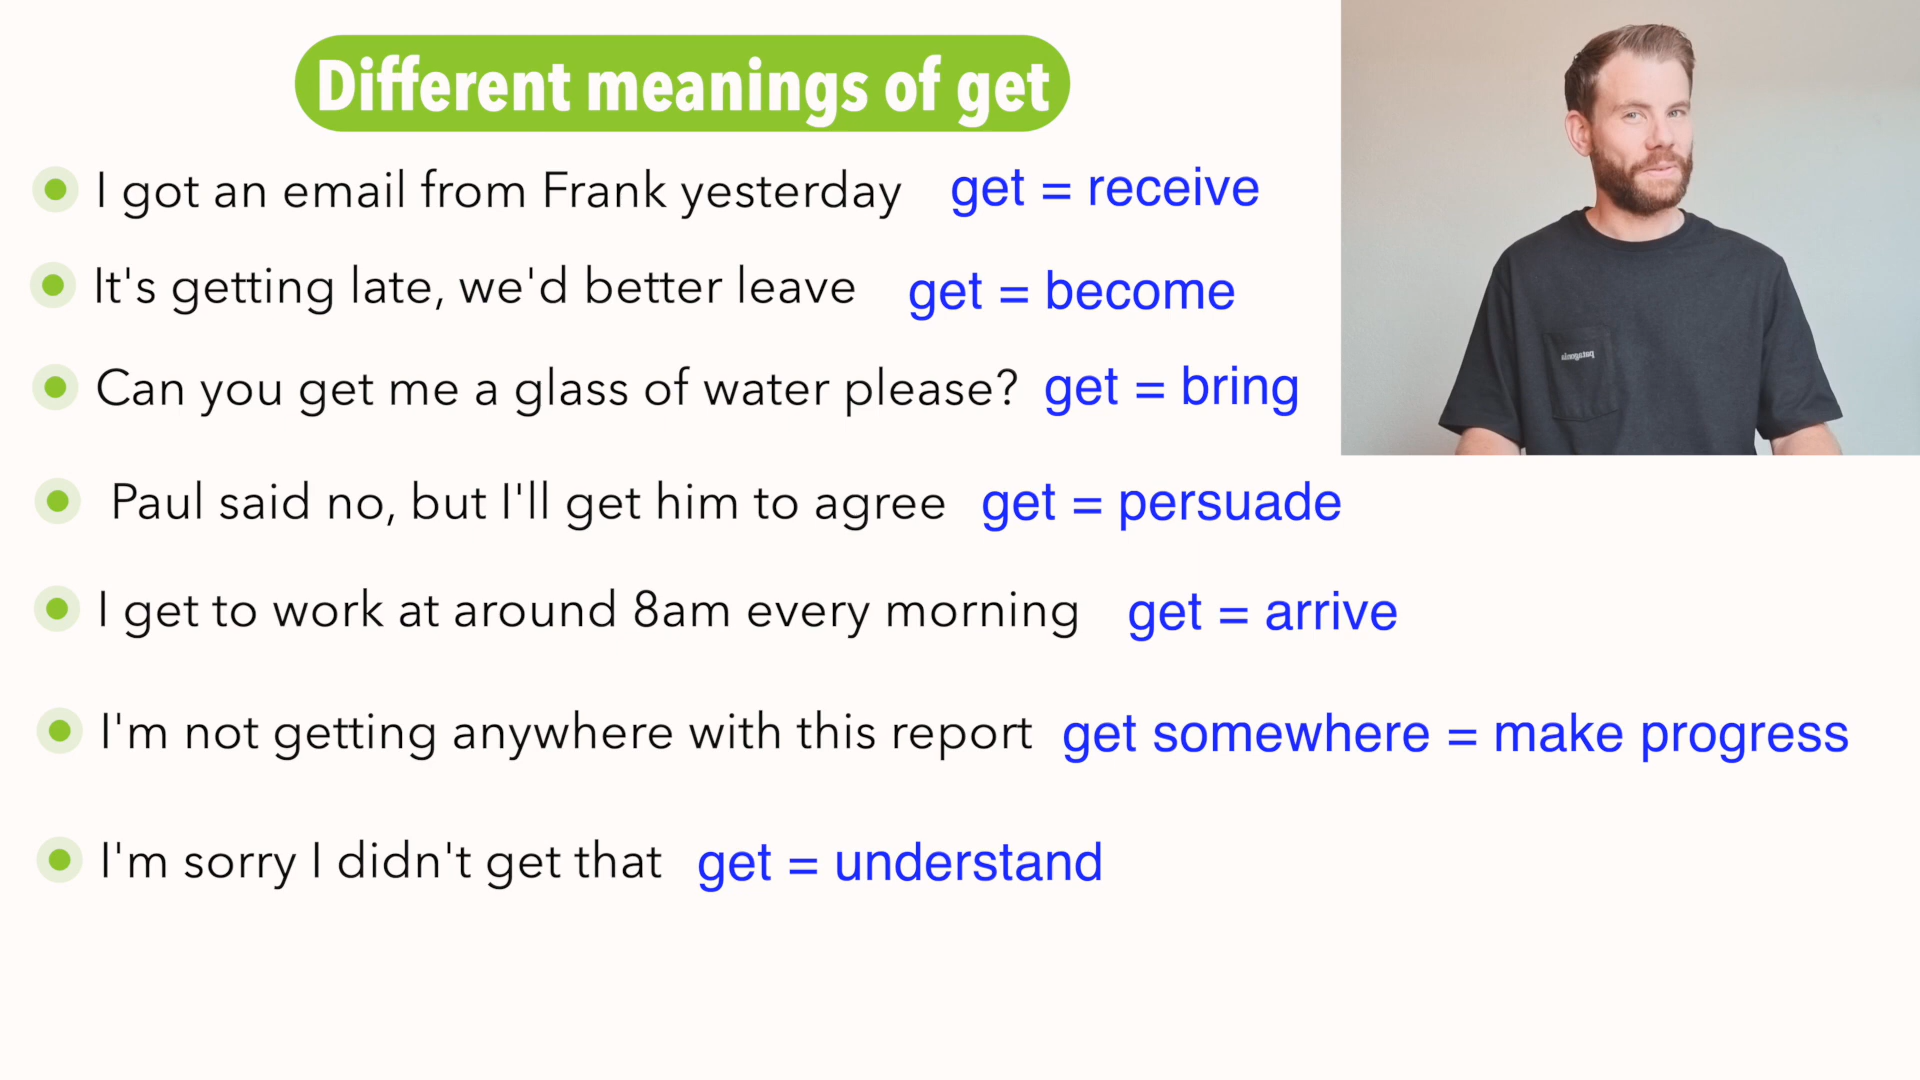 Different meanings of get
I got an email from Frank yesterday get = receive
It's getting late, we'd better leave get = become
Can you get me a glass of water please? get = bring
Paul said no, but I'll get him to agree get = persuade
I get to work at around 8am every morning get = arrive
I'm not getting anywhere with this report get somewhere = make progress
I'm sorry I didn't get that get = understand
patagonia